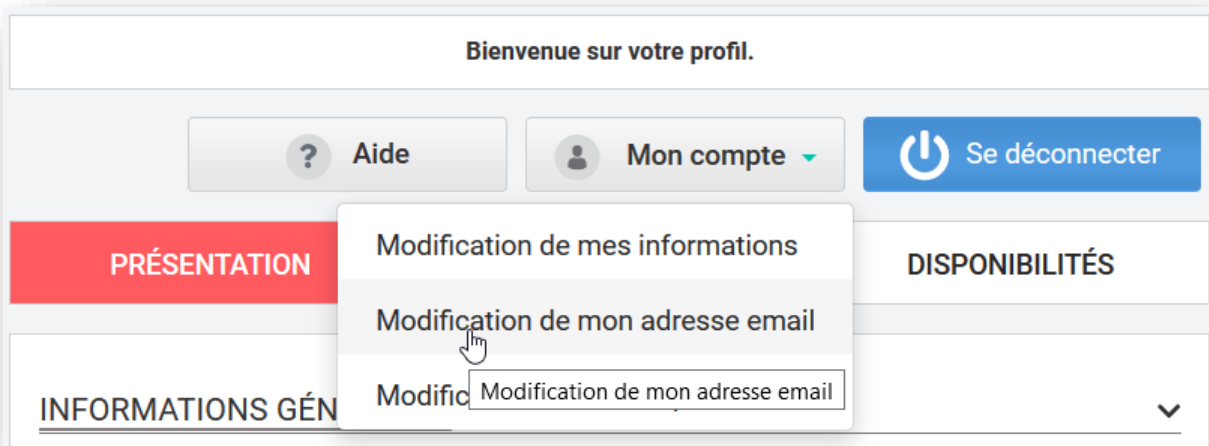 Bienvenue sur votre profil.
? Aide
Mon compte
Se déconnecter
PRÉSENTATION
DISPONIBILITÉS
Modification de mes informations
Modification de mon adresse email
Modific
Modification de mon adresse email
INFORMATIONS GÉN